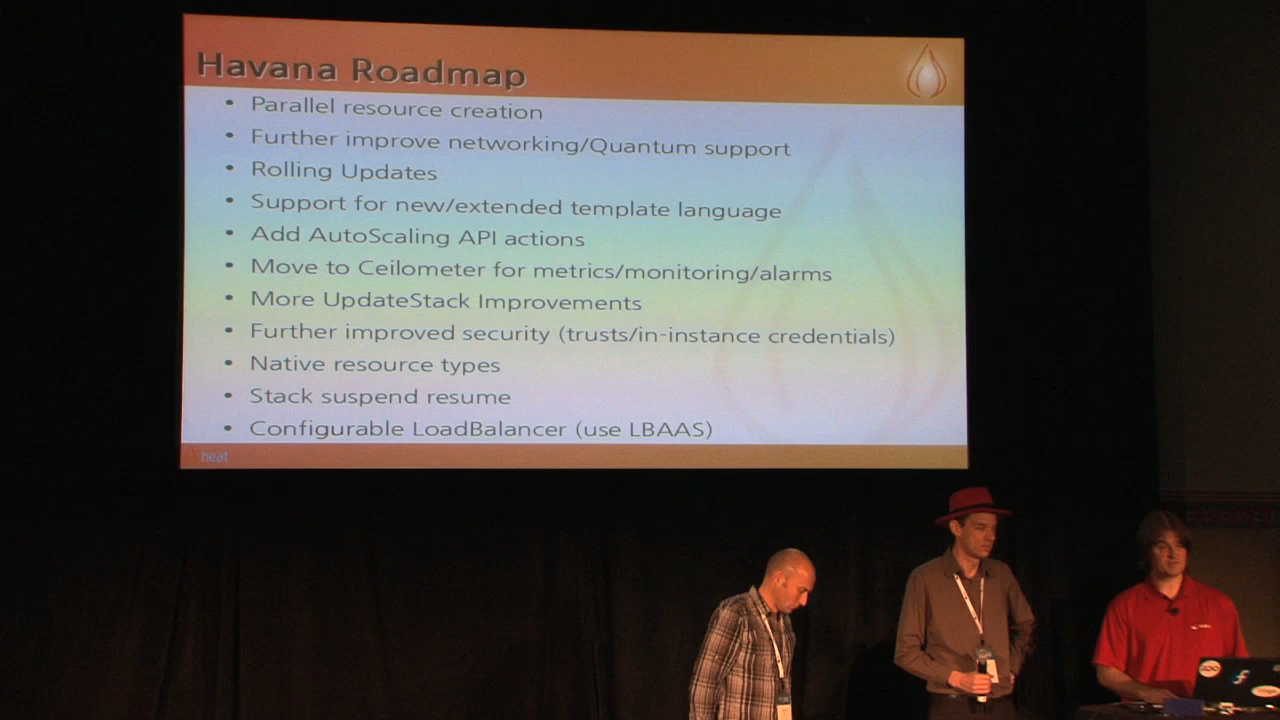 Havana Roadmap
• Parallel resource creation
• Further improve networking/Quantum support
• Rolling Updates
• Support for new/extended template language
• Add AutoScaling API actions
• Move to Ceilometer for metrics/monitoring/alarms
• More UpdateStack Improvements
• Further improved security (trusts/in-instance credentials)
• Native resource types
• Stack suspend resume
• Configurable LoadBalancer (use LBAAS)
heat